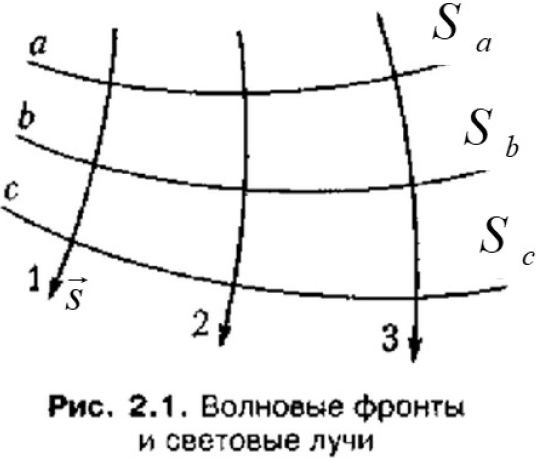 a S a
b S b
c S c
1 s⃗
2 3
Рис. 2.1. Волновые фронты
и световые лучи